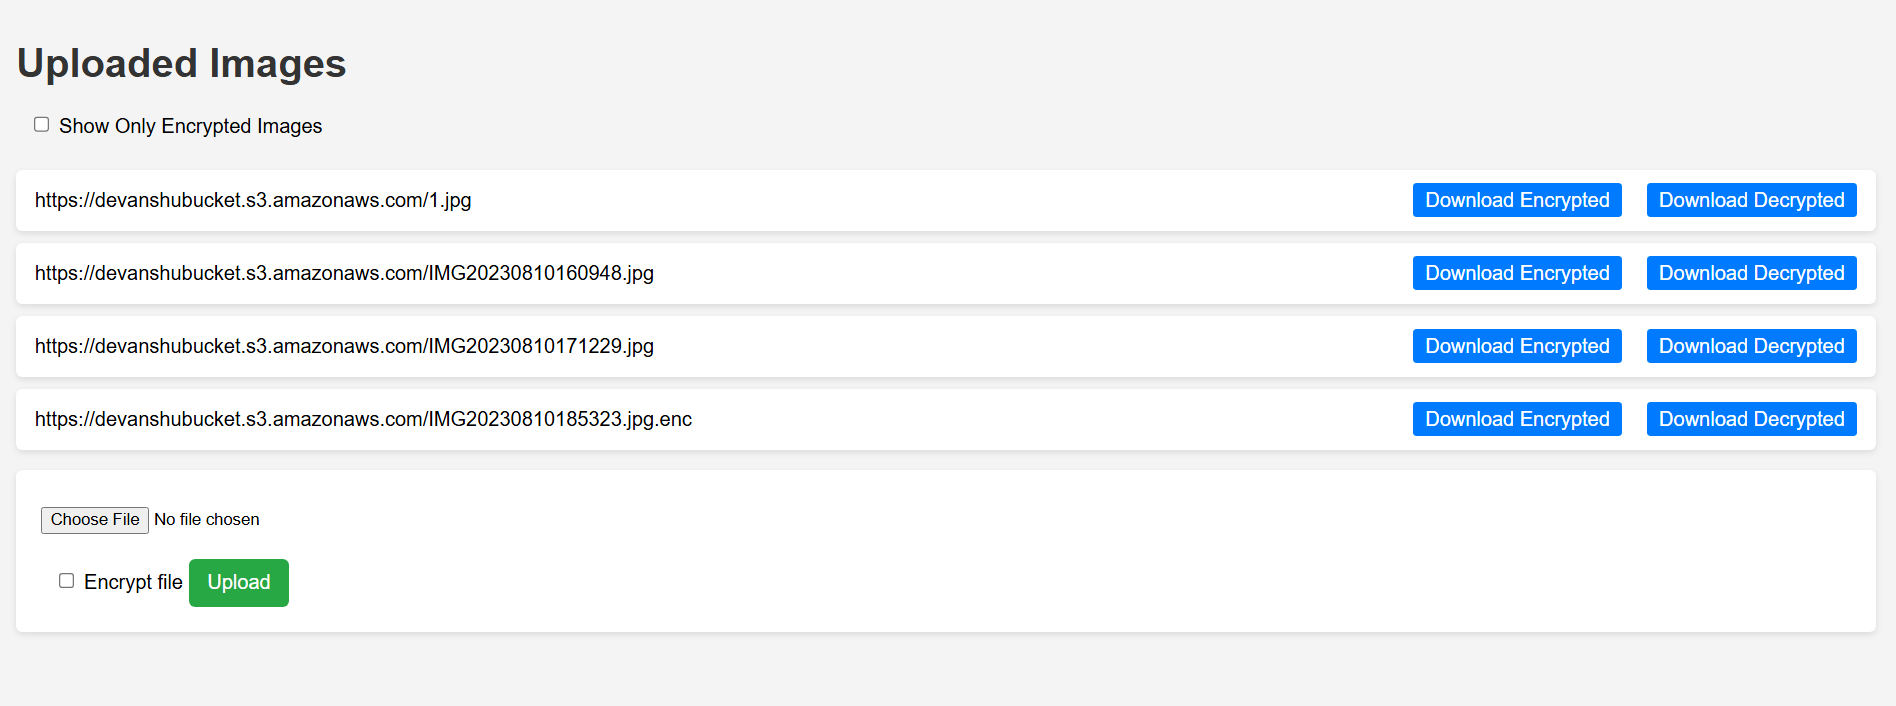 Uploaded Images
Show Only Encrypted Images
https://devanshubucket.s3.amazonaws.com/1.jpg Download Encrypted Download Decrypted
https://devanshubucket.s3.amazonaws.com/IMG20230810160948.jpg Download Encrypted Download Decrypted
https://devanshubucket.s3.amazonaws.com/IMG20230810171229.jpg Download Encrypted Download Decrypted
https://devanshubucket.s3.amazonaws.com/IMG20230810185323.jpg.enc Download Encrypted Download Decrypted
Choose File No file chosen
Encrypt file Upload